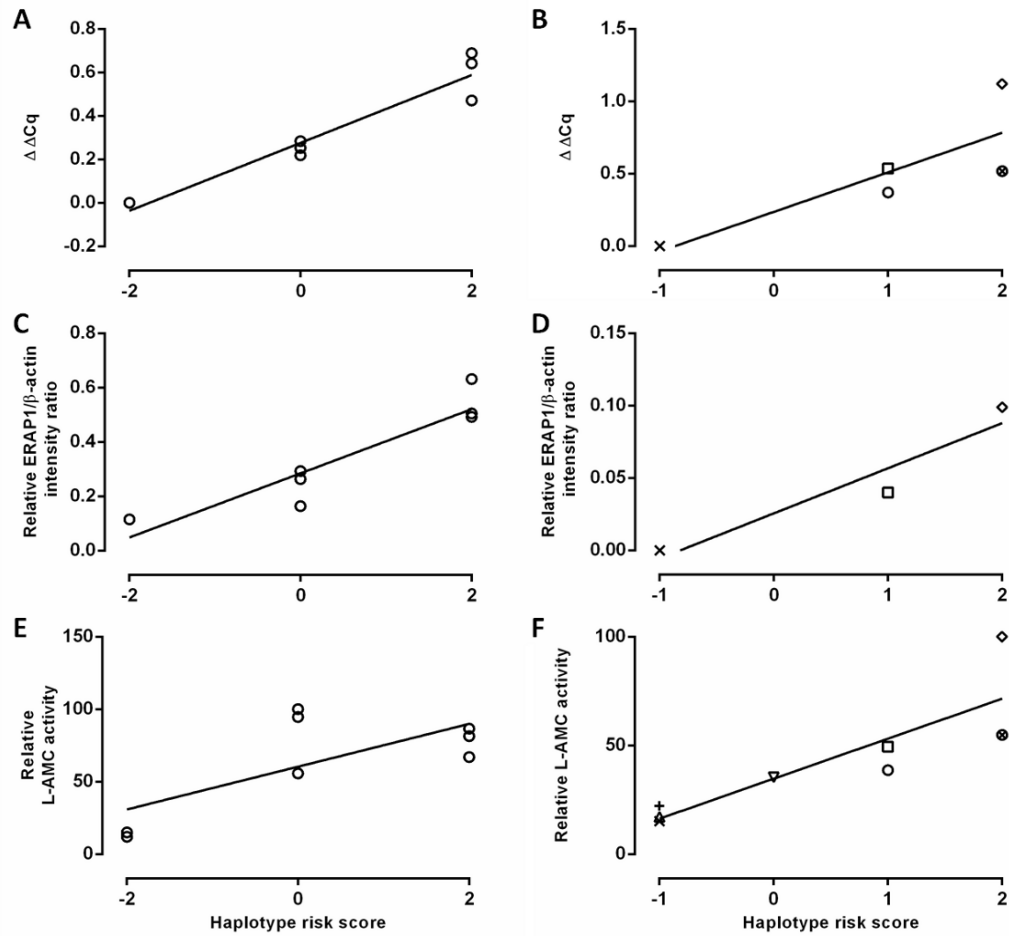 A
Δ ΔCq
0.8
0.6
0.4
0.2
0.0
-0.2
-2
0
2
B
Δ ΔCq
1.5
1.0
0.5
0.0
-1
0
1
2
C
Relative ERAP1/β-actin
intensity ratio
0.8
0.6
0.4
0.2
0.0
-2
0
2
D
Relative ERAP1/β-actin
intensity ratio
0.15
0.10
0.05
0.00
-1
0
1
2
E
Relative
L-AMC activity
150
100
50
0
-2
0
2
Haplotype risk score
F
Relative L-AMC activity
100
50
0
-1
0
1
2
Haplotype risk score